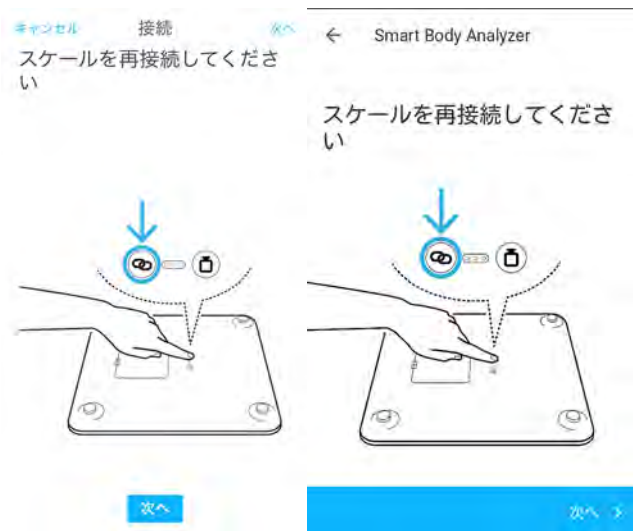 キャンセル 接続 次へ
スケールを再接続してくださ
い
次へ
Smart Body Analyzer
スケールを再接続してくださ
い
次へ